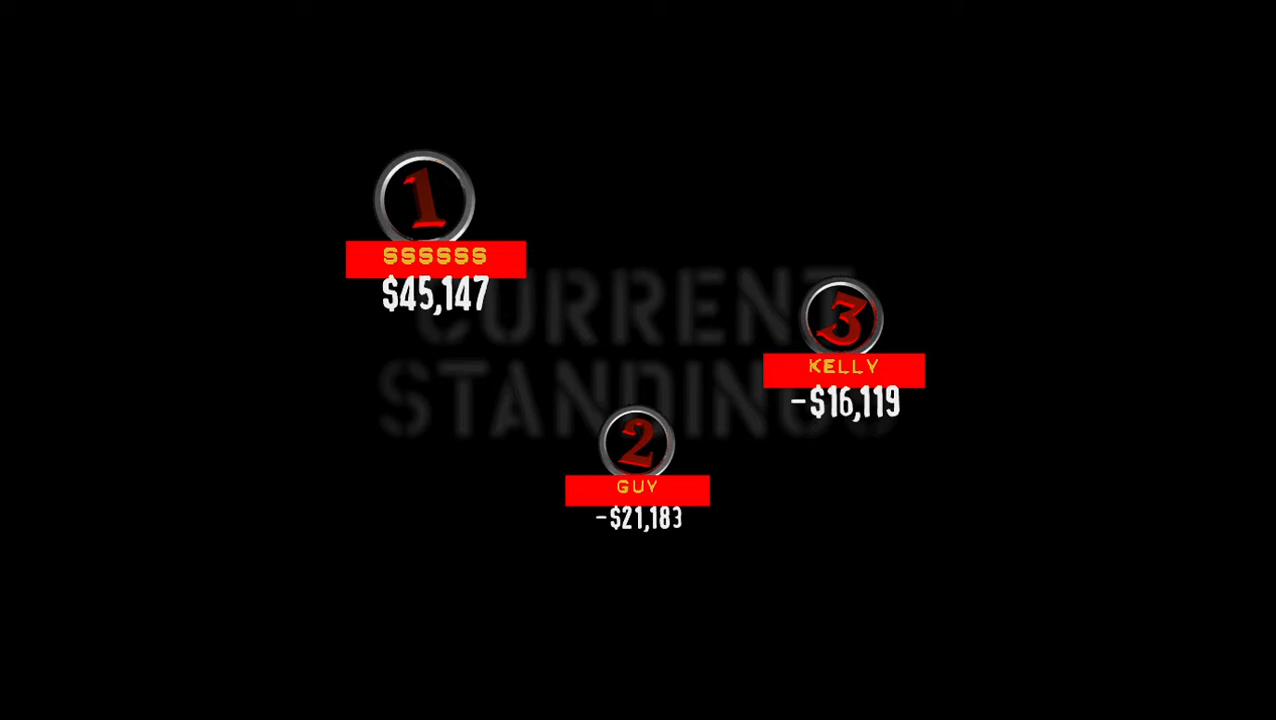 1
SSSSSS
$45,147
CURRENT
STANDINGS
3
KELLY
-$16,119
2
GUY
-$21,183